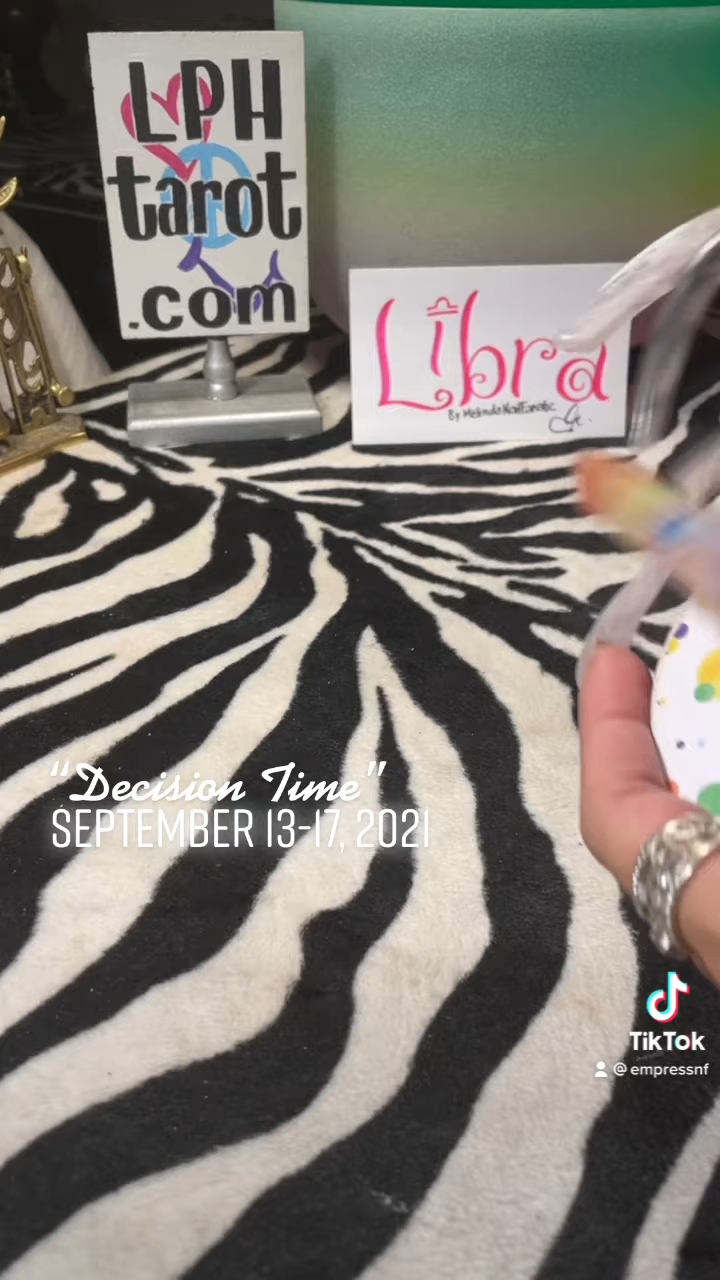 LPH
tarot
.com
Libra
By MelindaNailFanatic
"Decision Time"
SEPTEMBER 13-17, 2021
TikTok
@empressnf